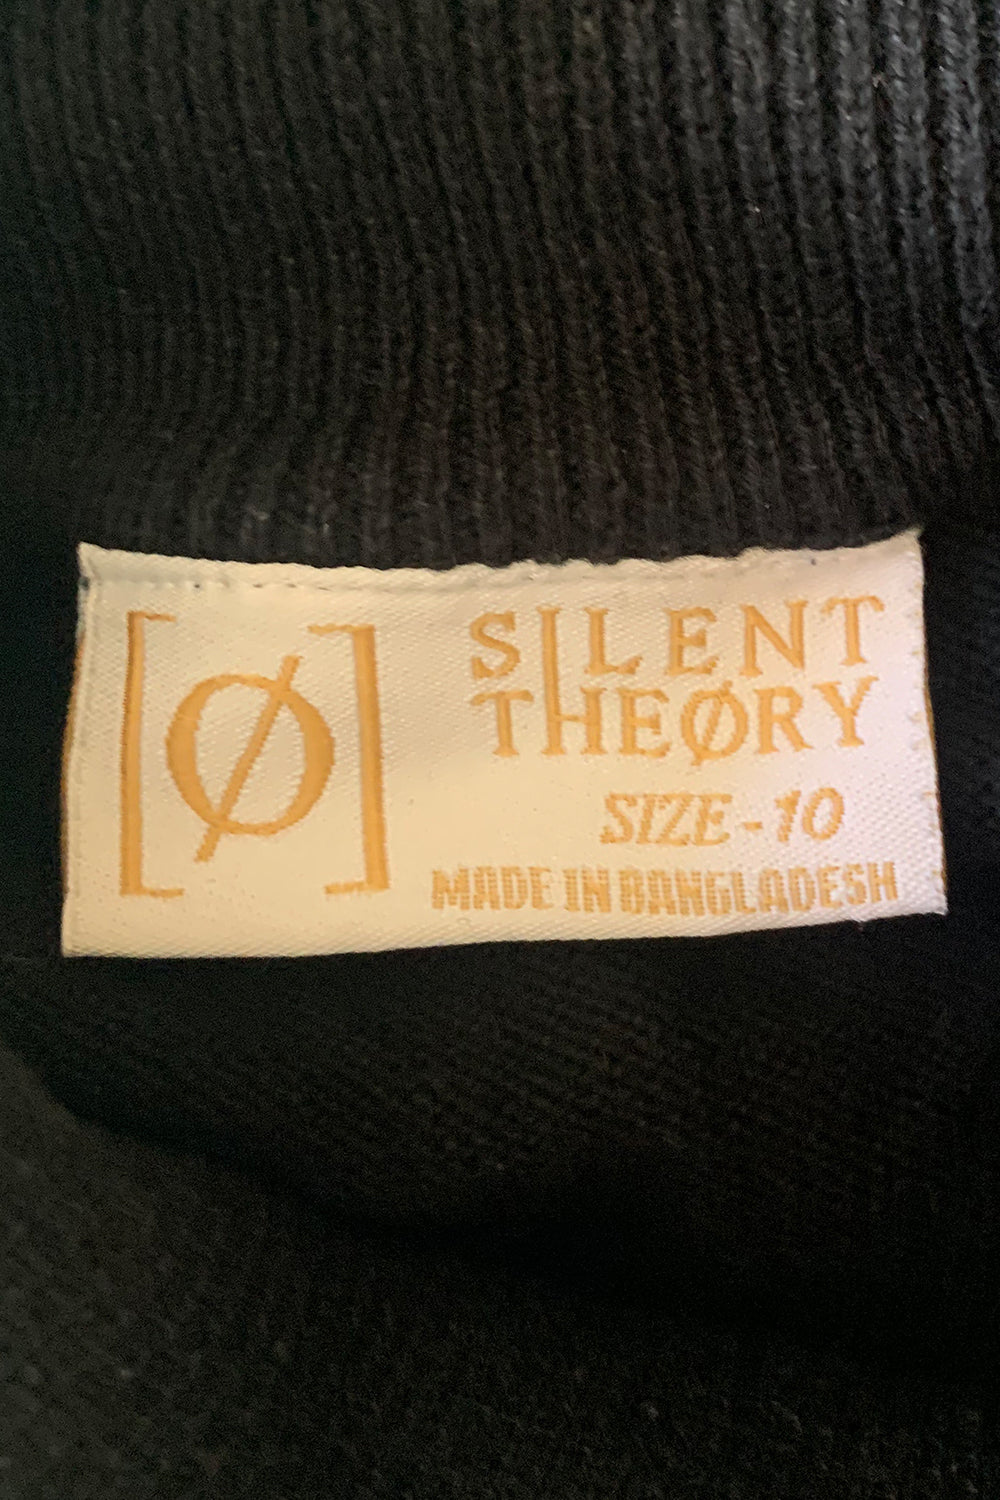 [Ø]
SILENT
THEØRY
SIZE - 10
MADE IN BANGLADESH